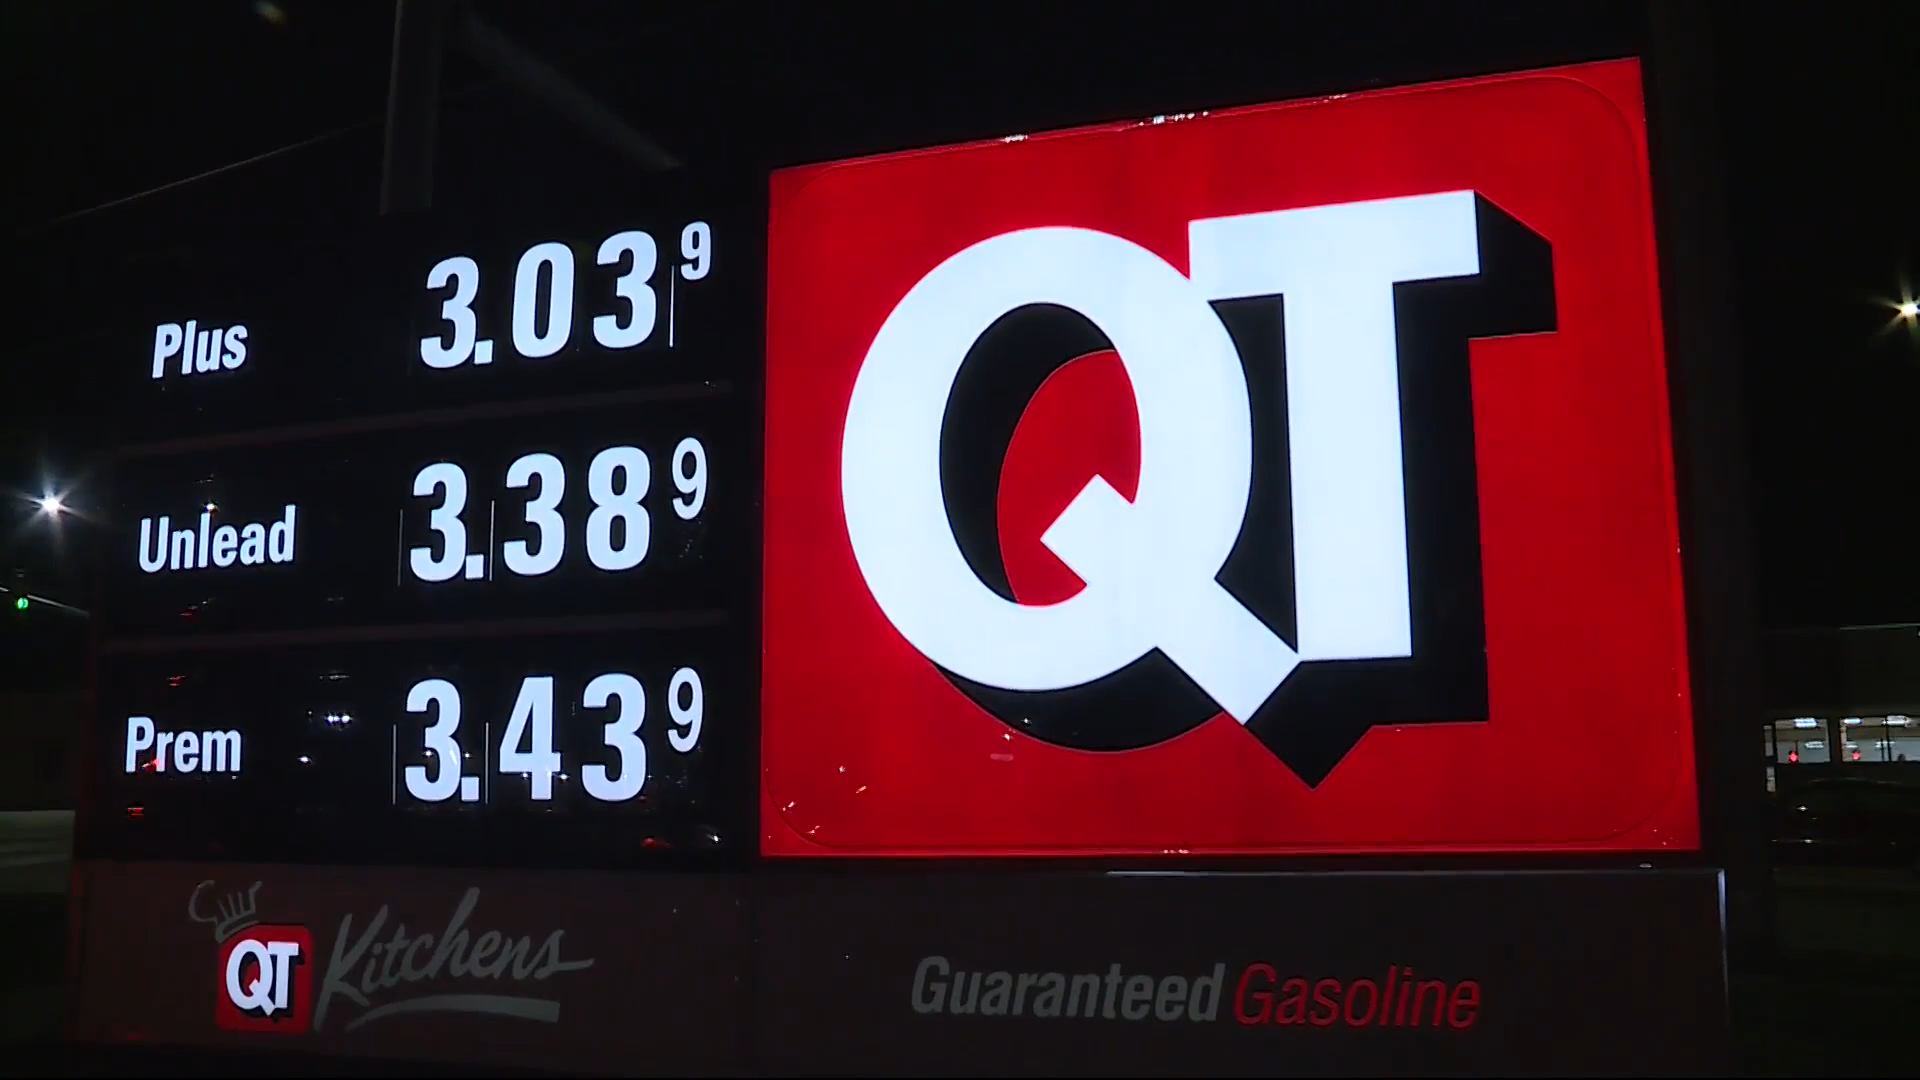 Plus 3.03 9
Unlead 3.38 9
Prem 3.43 9
QT
QT Kitchens
Guaranteed Gasoline